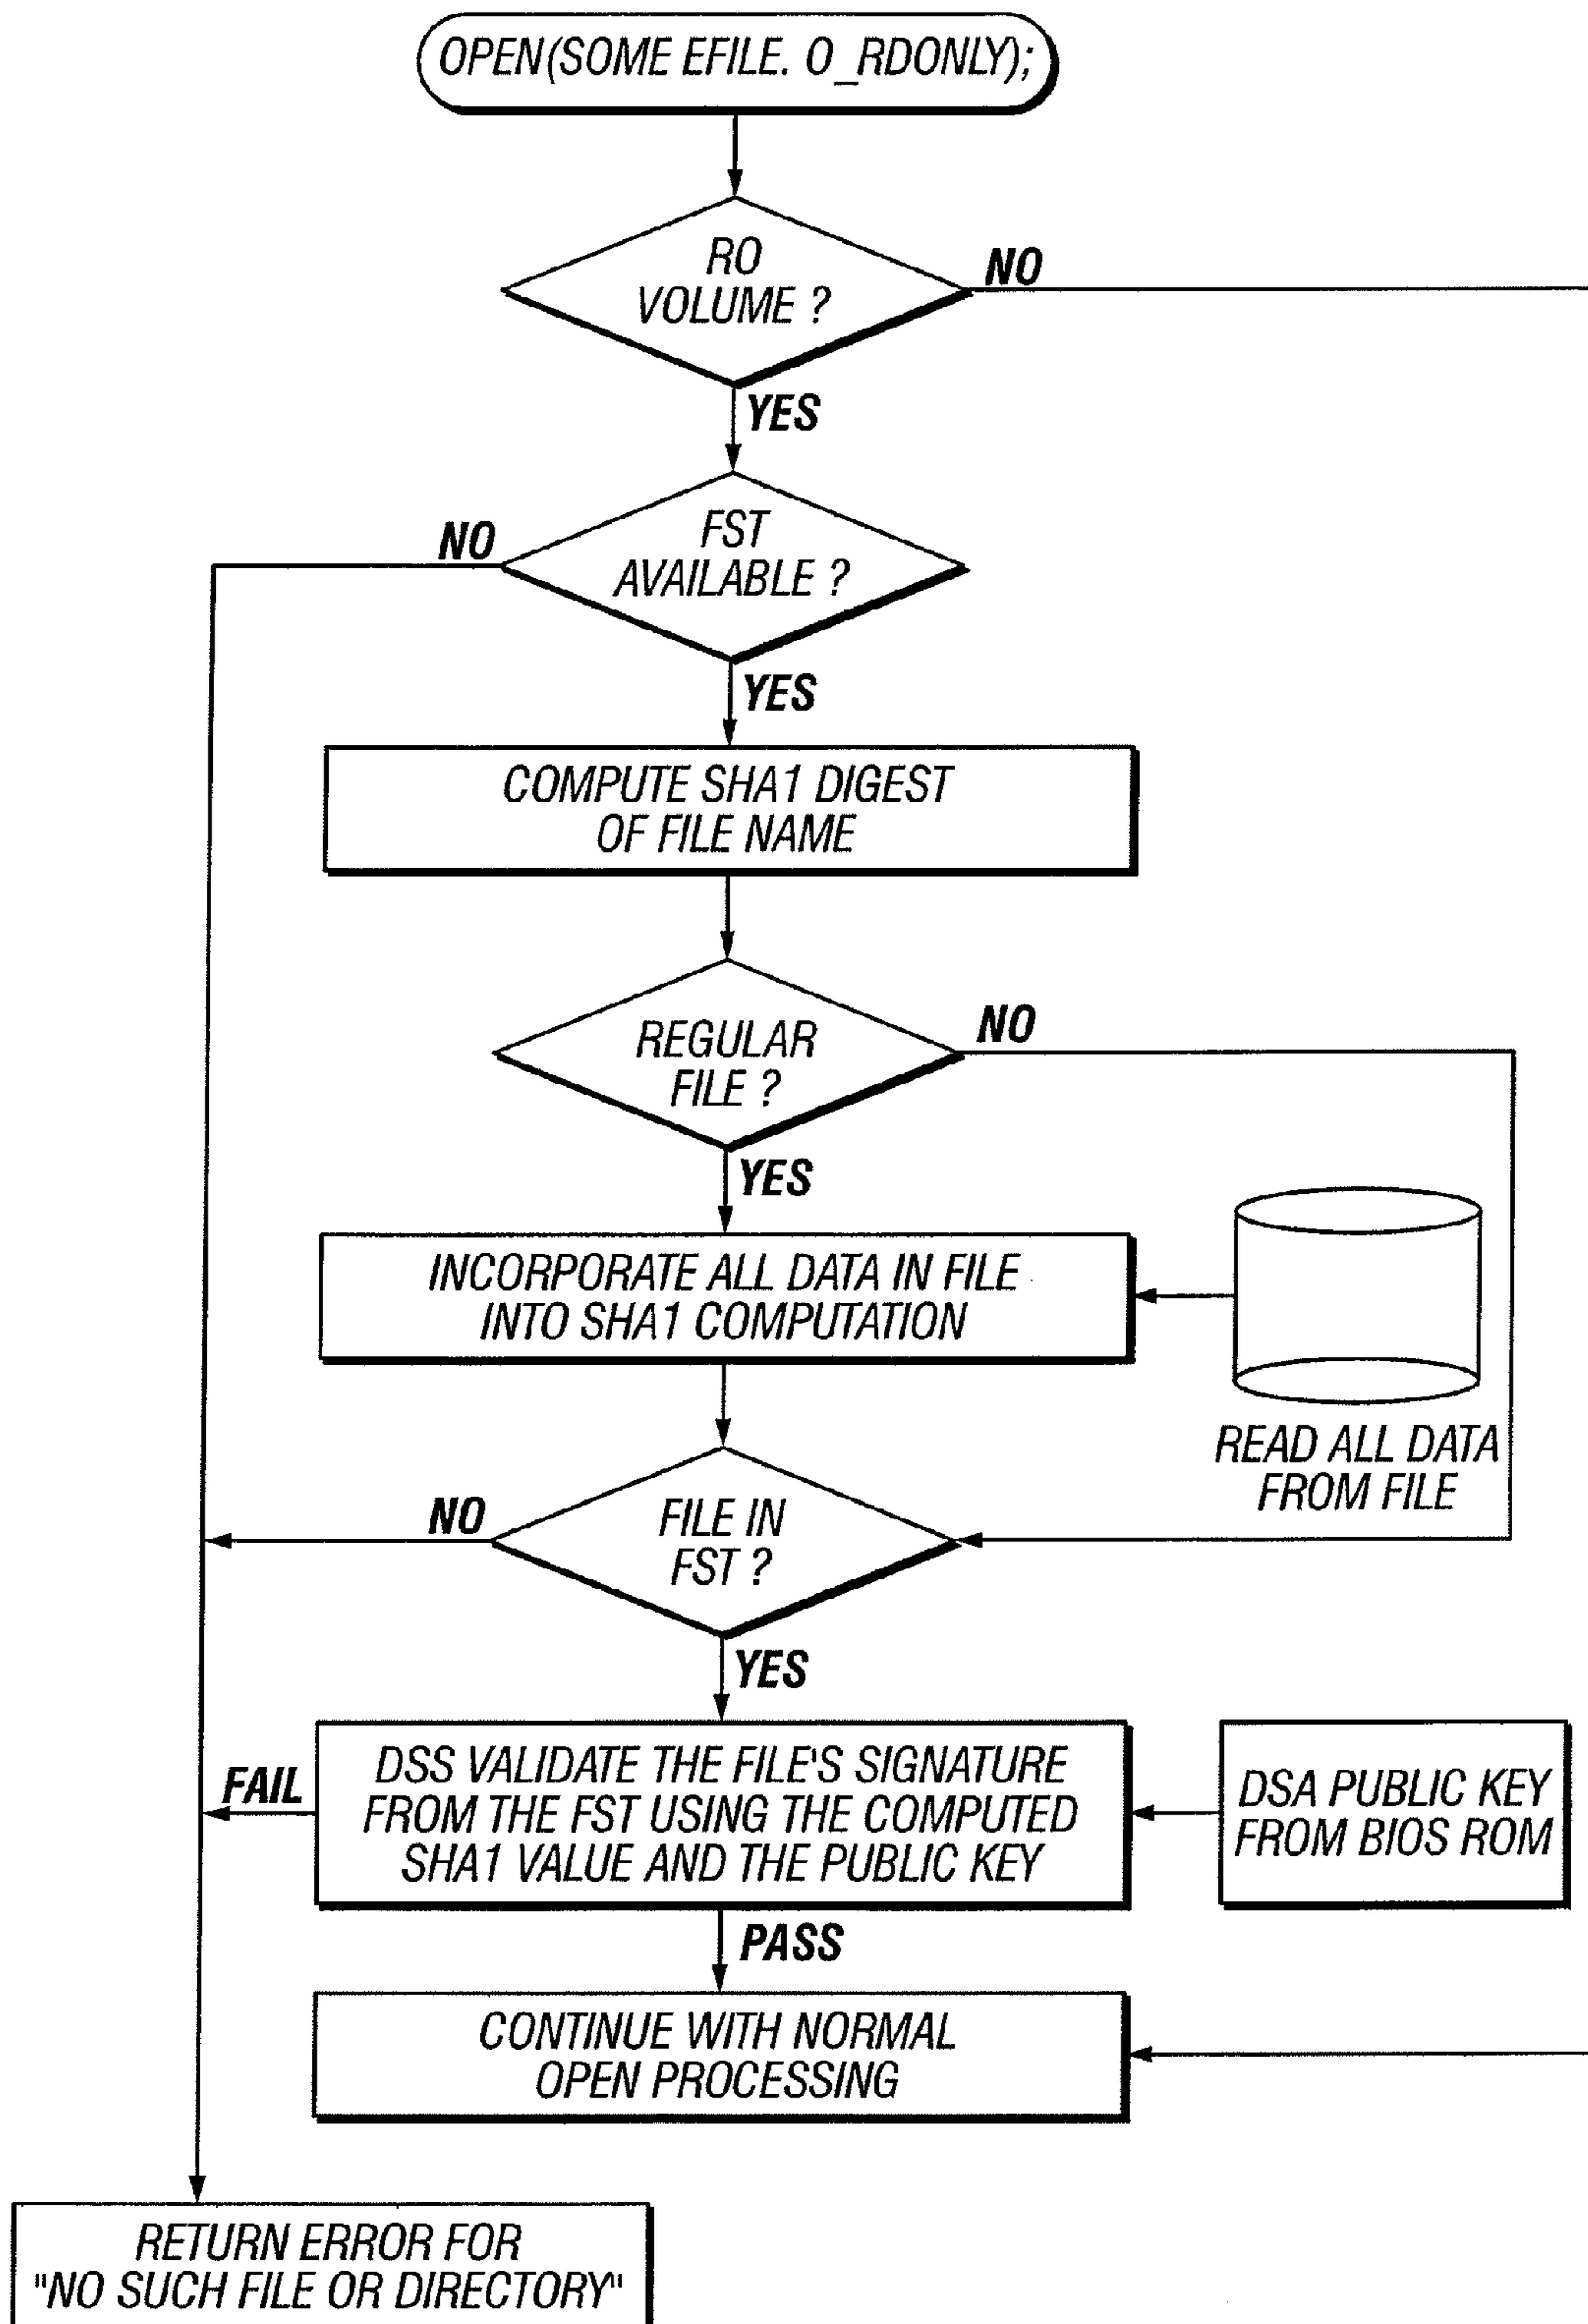 OPEN(SOME EFILE. O_RDONLY);
RO
VOLUME ?
NO
YES
FST
AVAILABLE ?
NO
YES
COMPUTE SHA1 DIGEST
OF FILE NAME
REGULAR
FILE ?
NO
YES
INCORPORATE ALL DATA IN FILE
INTO SHA1 COMPUTATION
READ ALL DATA
FROM FILE
FILE IN
FST ?
NO
YES
DSS VALIDATE THE FILE'S SIGNATURE
FROM THE FST USING THE COMPUTED
SHA1 VALUE AND THE PUBLIC KEY
FAIL
DSA PUBLIC KEY
FROM BIOS ROM
PASS
CONTINUE WITH NORMAL
OPEN PROCESSING
RETURN ERROR FOR
"NO SUCH FILE OR DIRECTORY"